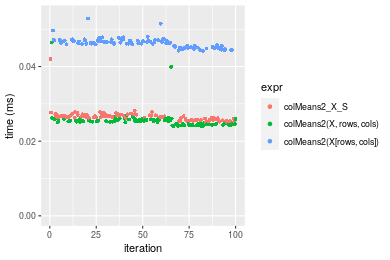 0.04
0.02
0.00
time (ms)
0
25
50
75
100
iteration
expr
colMeans2_X_S
colMeans2(X, rows, cols)
colMeans2(X[rows, cols])